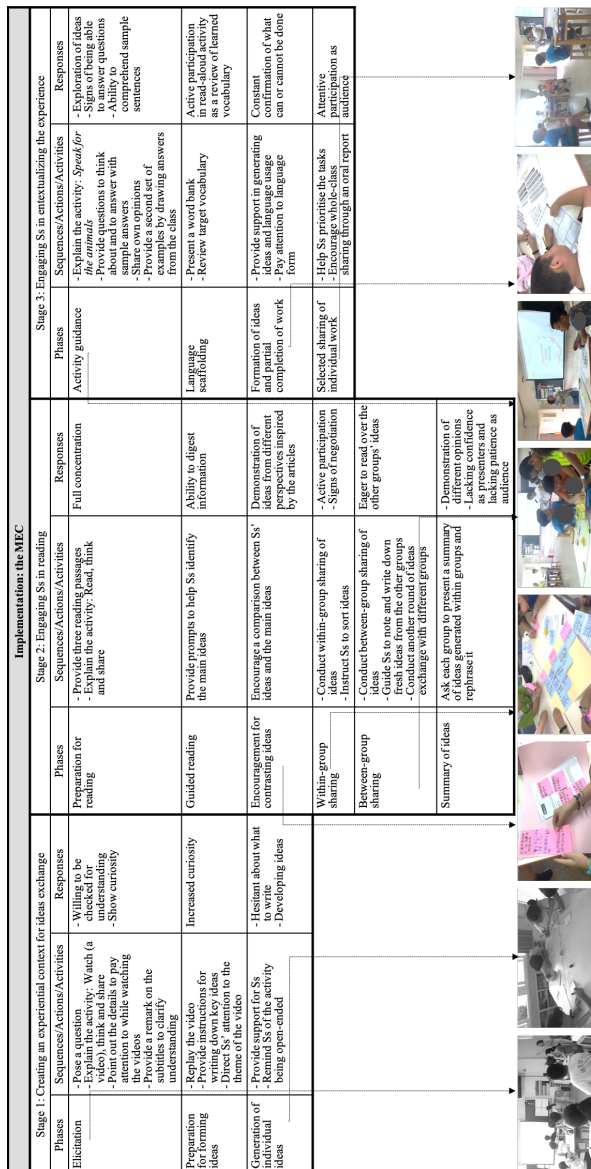 Implementation: the MEC
Stage 1: Creating an experiential context for ideas exchange
Phases
Sequences/Actions/Activities
Responses
Elicitation
- Pose a question
- Explain the activity: Watch (a
video), think and share
- Point out the details to pay
attention to while watching
the videos
- Provide a remark on the
subtitles to clarify
understanding
- Willing to be
checked for
understanding
- Show curiosity
Preparation
for forming
ideas
- Replay the video
- Provide instructions for
writing down key ideas
- Direct Ss’ attention to the
theme of the video
Increased curiosity
Generation of
individual
ideas
- Provide support for Ss
- Remind Ss of the activity
being open-ended
- Hesitant about what
to write
- Developing ideas
Stage 2: Engaging Ss in reading
Phases
Sequences/Actions/Activities
Responses
Preparation for
reading
- Provide three reading passages
- Explain the activity: Read, think
and share
Full concentration
Guided reading
Provide prompts to help Ss identify
the main ideas
Ability to digest
information
Encouragement for
contrasting ideas
Encourage a comparison between Ss’
ideas and the main ideas
Demonstration of
ideas from different
perspectives inspired
by the articles
Within-group
sharing
- Conduct within-group sharing of
ideas
- Instruct Ss to sort ideas
- Active participation
- Signs of negotiation
Between-group
sharing
- Conduct between-group sharing of
ideas
- Guide Ss to note and write down
fresh ideas from the other groups
- Conduct another round of ideas
exchange with different groups
Eager to read over the
other groups’ ideas
Summary of ideas
Ask each group to present a summary
of ideas generated within groups and
rephrase it
- Demonstration of
different opinions
- Lacking confidence
as presenters and
lacking patience as
audience
Stage 3: Engaging Ss in entextualizing the experience
Phases
Sequences/Actions/Activities
Responses
Activity guidance
- Explain the activity: Speak for
the animals
- Provide questions to think
about and to answer with
sample answers
- Share own opinions
- Provide a second set of
examples by drawing answers
from the class
- Exploration of ideas
- Signs of being able
to answer questions
- Ability to
comprehend sample
sentences
Language
scaffolding
- Present a word bank
- Review target vocabulary
Active participation
in read-aloud activity
as a review of learned
vocabulary
Formation of ideas
and partial
completion of work
- Provide support in generating
ideas and language usage
- Pay attention to language
form
Constant
confirmation of what
can or cannot be done
Selected sharing of
individual work
- Help Ss prioritise the tasks
- Encourage whole-class
sharing through an oral report
Attentive
participation as
audience